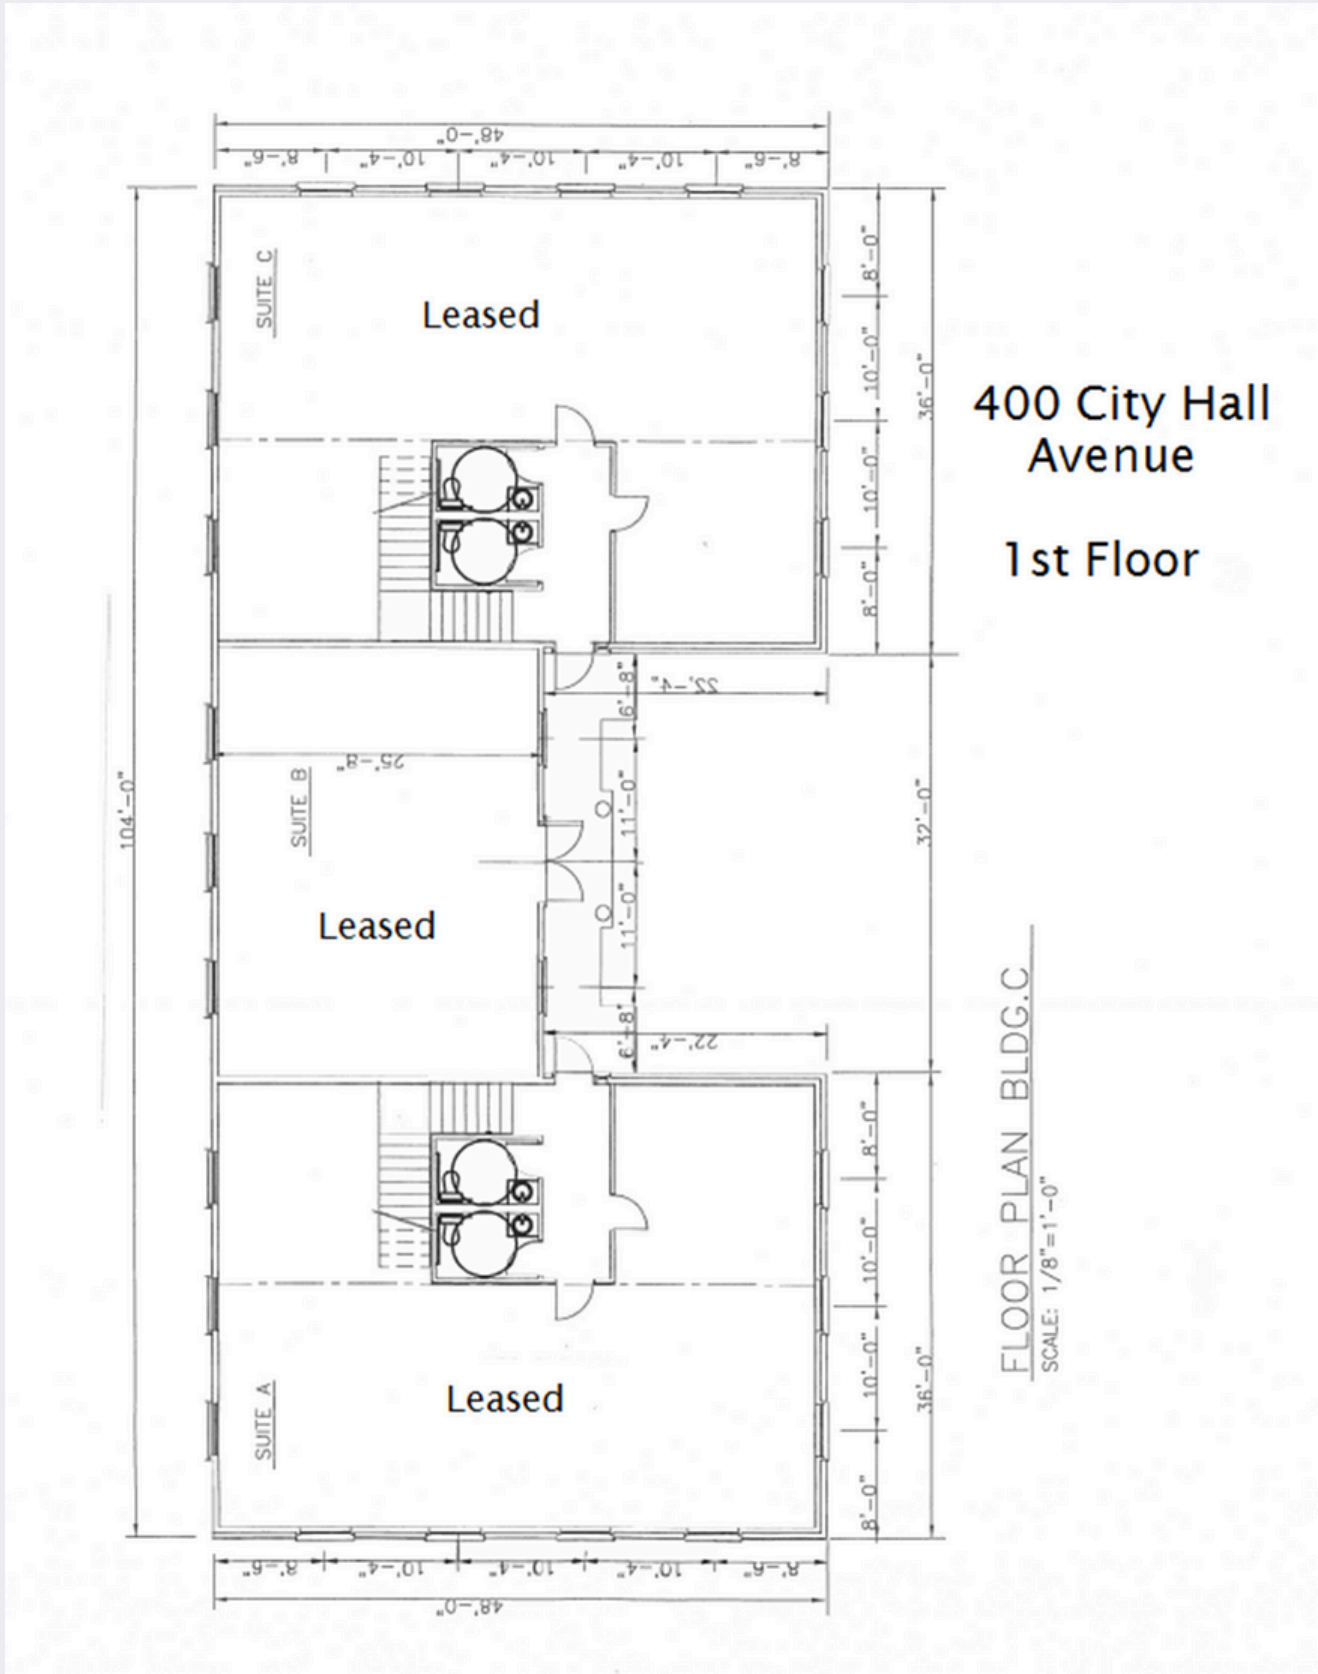 48'-0"
8'-6"
10'-4"
10'-4"
10'-4"
8'-6"
SUITE C
Leased
8'-0"
10'-0"
10'-0"
8'-0"
36'-0"
400 City Hall
Avenue
1st Floor
104'-0"
25'-8"
SUITE B
Leased
6'-8"
11'-0"
11'-0"
6'-8"
22'-4"
22'-4"
32'-0"
FLOOR PLAN BLDG.C
SCALE: 1/8"=1'-0"
SUITE A
Leased
8'-0"
10'-0"
10'-0"
8'-0"
36'-0"
8'-6"
10'-4"
10'-4"
10'-4"
8'-6"
48'-0"